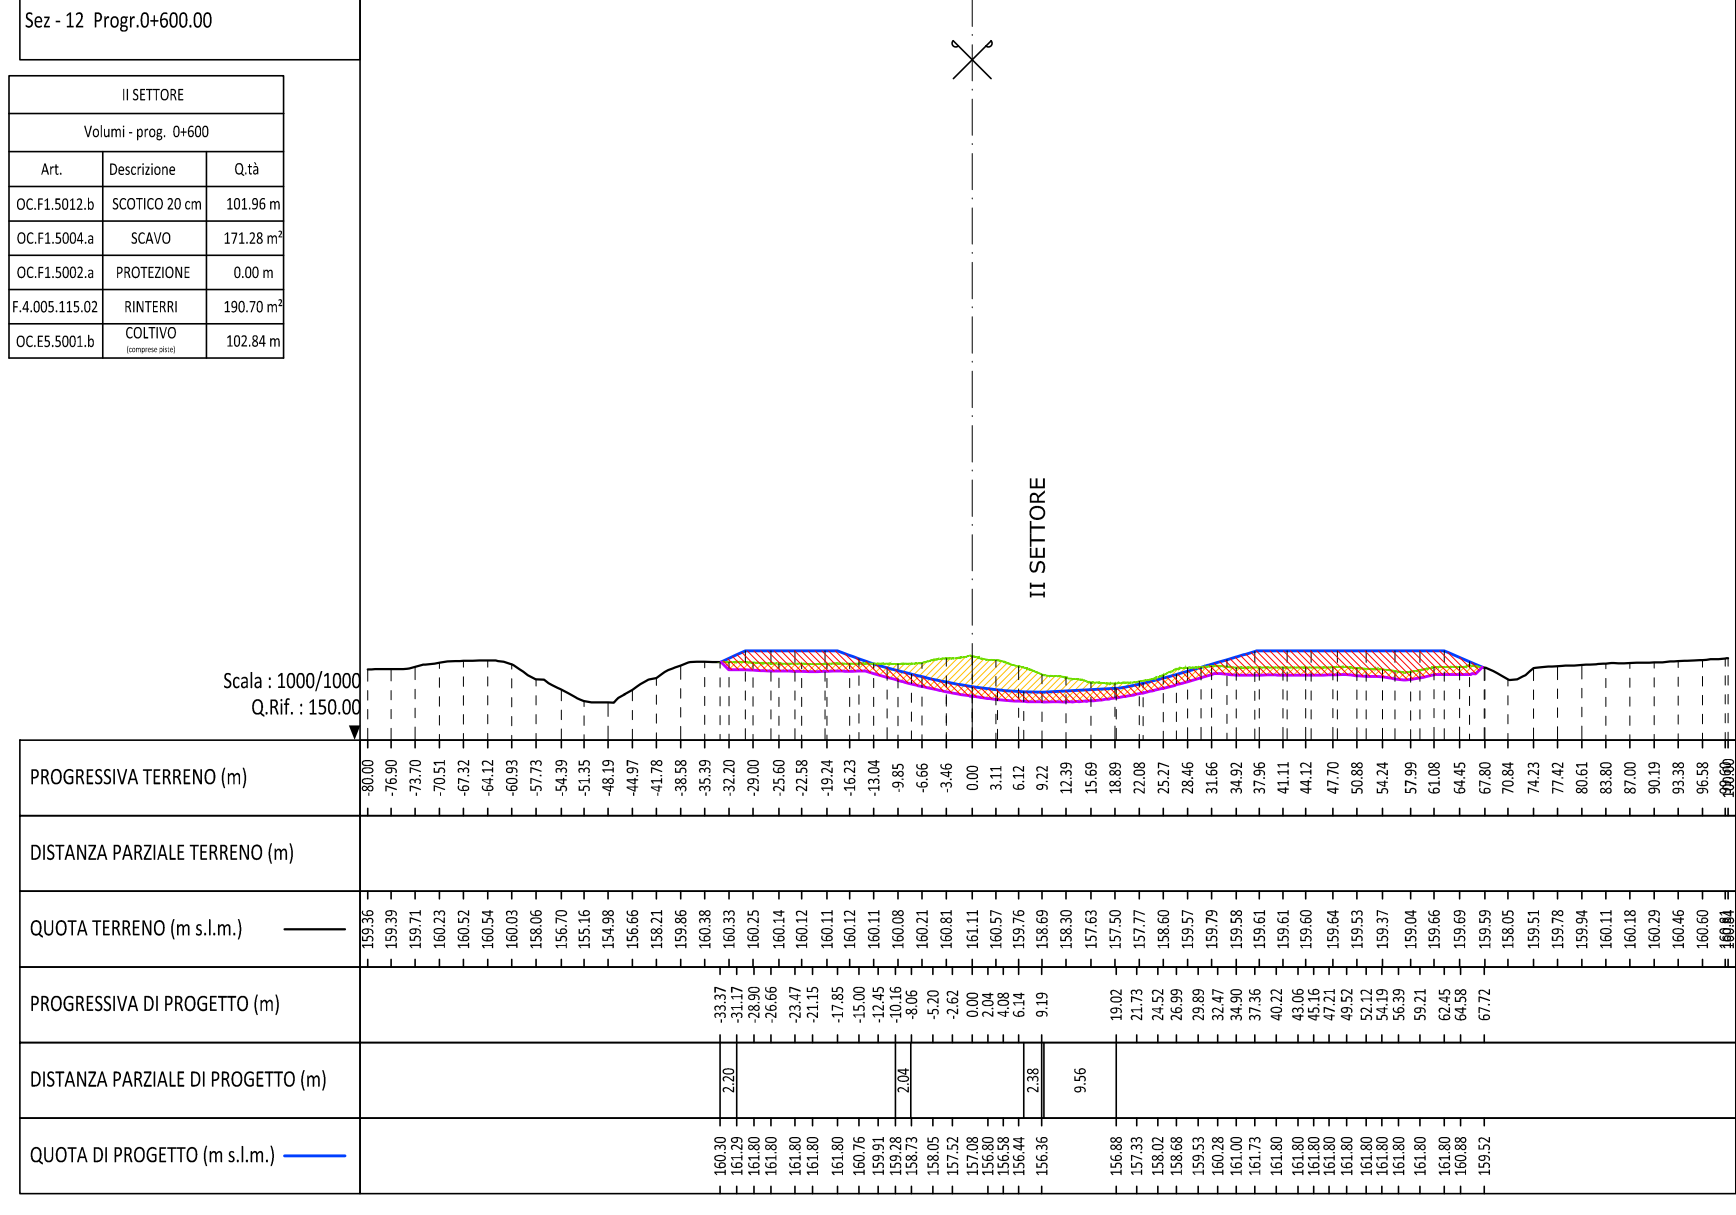 Sez - 12 Progr.0+600.00
II SETTORE
Volumi - prog. 0+600
Art. Descrizione Q.tà
OC.F1.5012.b SCOTICO 20 cm 101.96 m
OC.F1.5004.a SCAVO 171.28 m²
OC.F1.5002.a PROTEZIONE 0.00 m
F.4.005.115.02 RINTERRI 190.70 m²
OC.E5.5001.b COLTIVO (comprese piste) 102.84 m
II SETTORE
Scala : 1000/1000
Q.Rif. : 150.00
PROGRESSIVA TERRENO (m) -80.00 -76.90 -73.70 -70.51 -67.32 -64.12 -60.93 -57.73 -54.39 -51.35 -48.19 -44.97 -41.78 -38.58 -35.39 -32.20 -29.00 -25.60 -22.58 -19.24 -16.23 -13.04 -9.85 -6.66 -3.46 0.00 3.11 6.12 9.22 12.39 15.69 18.89 22.08 25.27 28.46 31.66 34.92 37.96 41.11 44.12 47.70 50.88 54.24 57.99 61.08 64.45 67.80 70.84 74.23 77.42 80.61 83.80 87.00 90.19 93.38 96.58
DISTANZA PARZIALE TERRENO (m)
QUOTA TERRENO (m s.l.m.) 159.36 159.39 159.71 160.23 160.52 160.54 160.03 158.06 156.70 155.16 154.98 156.66 158.21 159.86 160.38 160.33 160.25 160.14 160.12 160.11 160.12 160.11 160.08 160.21 160.81 161.11 160.57 159.76 158.69 158.30 157.63 157.50 157.77 158.60 159.57 159.79 159.58 159.61 159.61 159.60 159.64 159.53 159.37 159.04 159.66 159.69 159.59 158.05 159.51 159.78 159.94 160.11 160.18 160.29 160.46 160.60
PROGRESSIVA DI PROGETTO (m) -33.37 -31.17 -28.90 -26.66 -23.47 -21.15 -17.85 -15.00 -12.45 -10.16 -8.06 -5.20 -2.62 0.00 2.04 4.08 6.14 9.19 19.02 21.73 24.52 26.99 29.89 32.47 34.90 37.36 40.22 43.06 45.16 47.21 49.52 52.12 54.19 56.39 59.21 62.45 64.58 67.72
DISTANZA PARZIALE DI PROGETTO (m) 2.20 2.04 2.38 9.56
QUOTA DI PROGETTO (m s.l.m.) 160.30 161.29 161.80 161.80 161.80 161.80 161.80 160.76 159.91 159.28 158.73 158.05 157.52 157.08 156.80 156.58 156.44 156.36 156.88 157.33 158.02 158.68 159.53 160.28 161.00 161.73 161.80 161.80 161.80 161.80 161.80 161.80 161.80 161.80 161.80 161.80 160.88 159.52